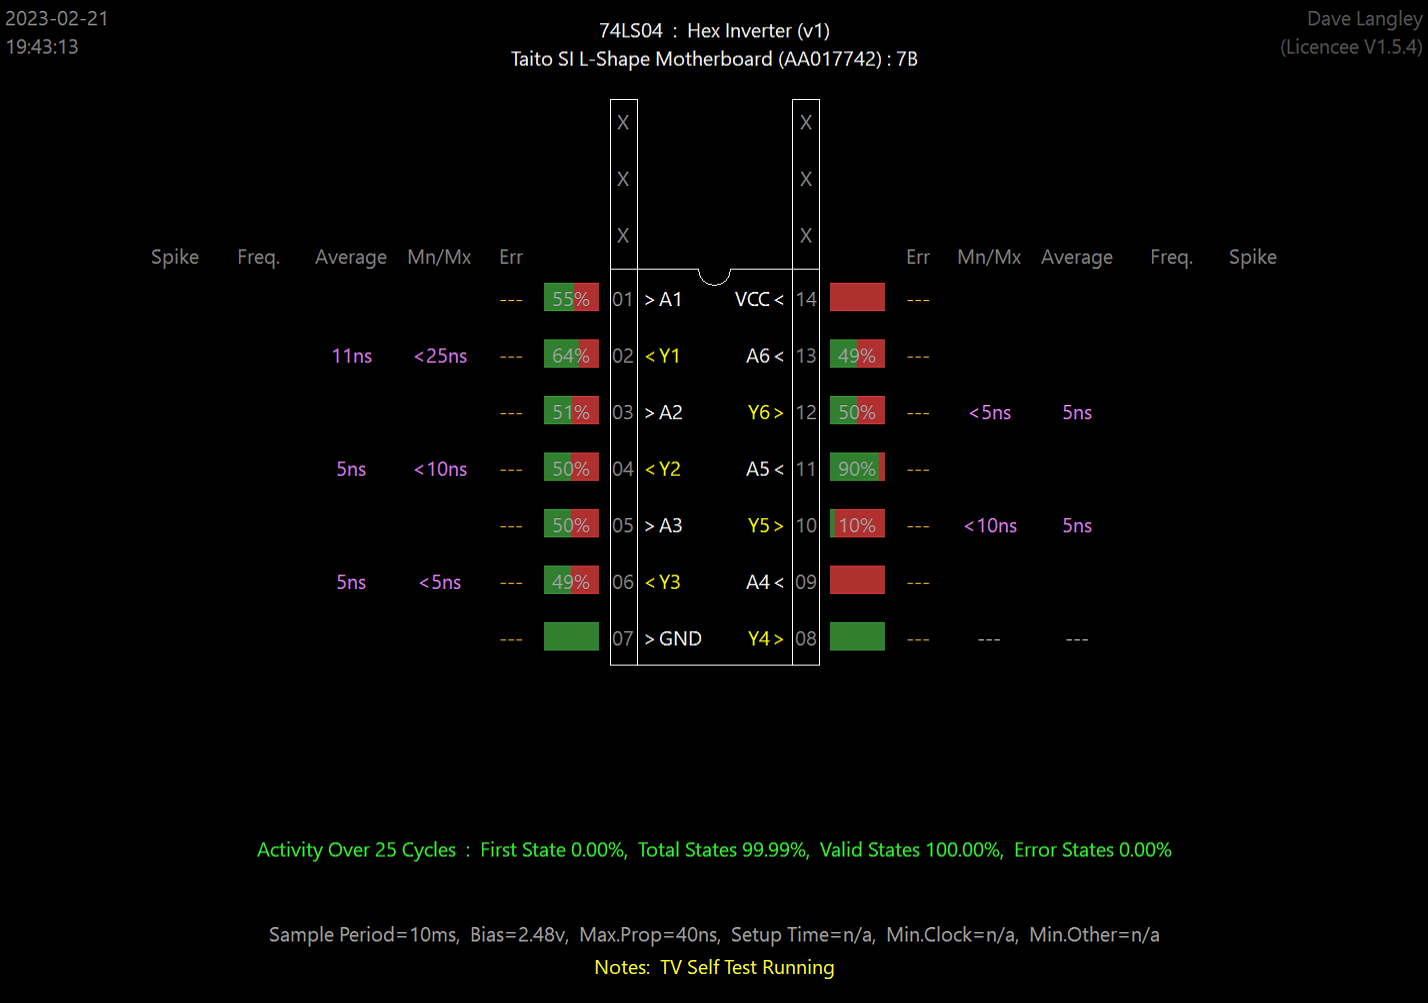 2023-02-21
19:43:13
74LS04 : Hex Inverter (v1)
Taito SI L-Shape Motherboard (AA017742) : 7B
Dave Langley
(Licencee V1.5.4)
X X
X X
X X
Spike Freq. Average Mn/Mx Err Err Mn/Mx Average Freq. Spike
--- 55% 01 > A1 VCC < 14 ---
11ns <25ns --- 64% 02 < Y1 A6 < 13 49% ---
--- 51% 03 > A2 Y6 > 12 50% --- <5ns 5ns
5ns <10ns --- 50% 04 < Y2 A5 < 11 90% ---
--- 50% 05 > A3 Y5 > 10 10% --- <10ns 5ns
5ns <5ns --- 49% 06 < Y3 A4 < 09 ---
--- 07 > GND Y4 > 08 --- --- ---
Activity Over 25 Cycles : First State 0.00%, Total States 99.99%, Valid States 100.00%, Error States 0.00%
Sample Period=10ms, Bias=2.48v, Max.Prop=40ns, Setup Time=n/a, Min.Clock=n/a, Min.Other=n/a
Notes: TV Self Test Running